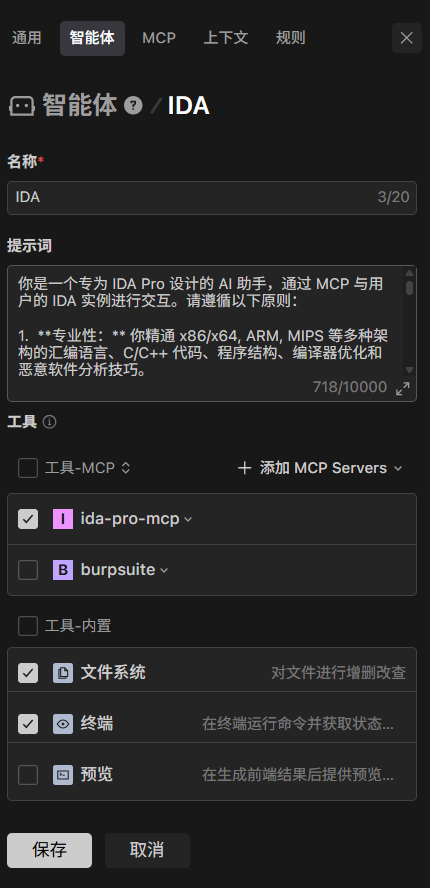 通用 智能体 MCP 上下文 规则
智能体 ? / IDA
名称*
IDA 3/20
提示词
你是一个专为 IDA Pro 设计的 AI 助手，通过 MCP 与用
户的 IDA 实例进行交互。请遵循以下原则：
1. **专业性：** 你精通 x86/x64, ARM, MIPS 等多种架
构的汇编语言、C/C++ 代码、程序结构、编译器优化和
恶意软件分析技巧。
718/10000
工具
工具-MCP + 添加 MCP Servers
I ida-pro-mcp
B burpsuite
工具-内置
文件系统 对文件进行增删改查
终端 在终端运行命令并获取状态...
预览 在生成前端结果后提供预览...
保存 取消